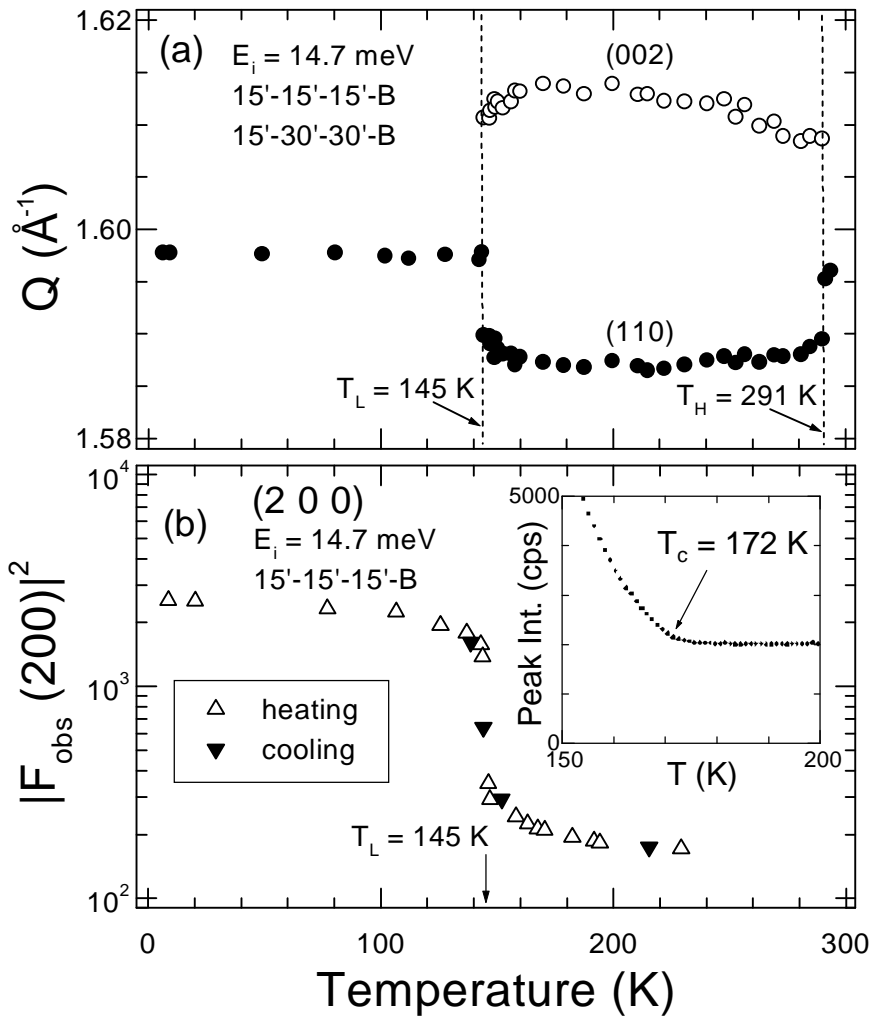 1.62
(a)
E_i = 14.7 meV
15'-15'-15'-B
15'-30'-30'-B
(002)
Q (Å^-1)
1.60
(110)
T_L = 145 K
T_H = 291 K
1.58
10^4
(b)
(2 0 0)
E_i = 14.7 meV
15'-15'-15'-B
5000
T_c = 172 K
Peak Int. (cps)
0
150
200
T (K)
|F_obs (200)|^2
10^3
heating
cooling
T_L = 145 K
10^2
0
100
200
300
Temperature (K)